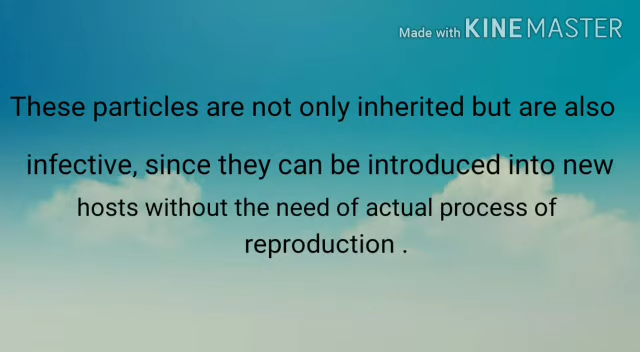 Made with KINEMASTER
These particles are not only inherited but are also
infective, since they can be introduced into new
hosts without the need of actual process of
reproduction .